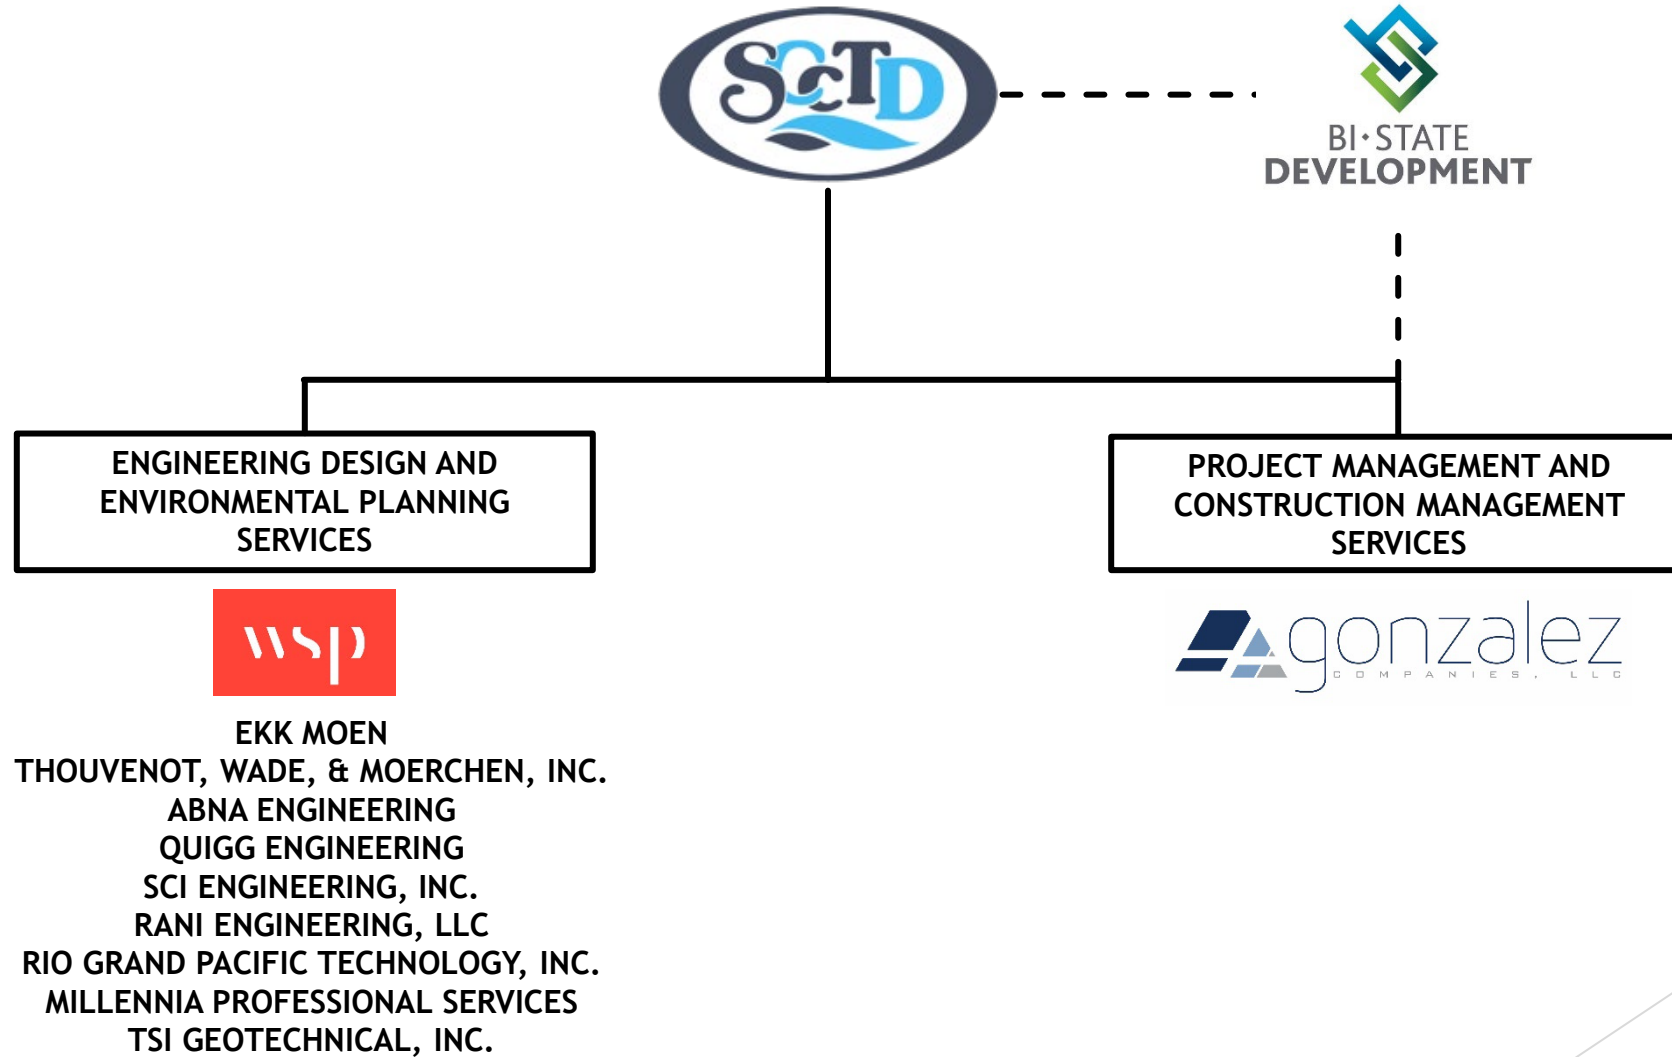 SCCTD
BI•STATE
DEVELOPMENT
ENGINEERING DESIGN AND
ENVIRONMENTAL PLANNING
SERVICES
PROJECT MANAGEMENT AND
CONSTRUCTION MANAGEMENT
SERVICES
wsp
gonzalez
COMPANIES, LLC
EKK MOEN
THOUVENOT, WADE, & MOERCHEN, INC.
ABNA ENGINEERING
QUIGG ENGINEERING
SCI ENGINEERING, INC.
RANI ENGINEERING, LLC
RIO GRAND PACIFIC TECHNOLOGY, INC.
MILLENNIA PROFESSIONAL SERVICES
TSI GEOTECHNICAL, INC.